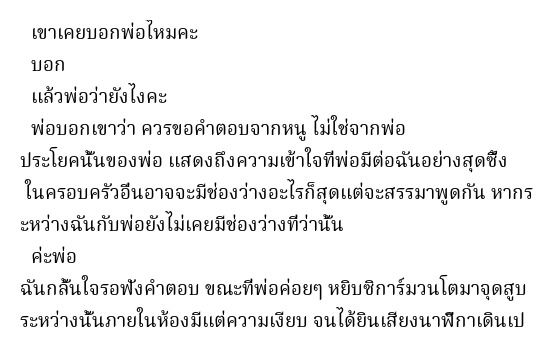 เขาเคยบอกพ่อไหมคะ
บอก
แล้วพ่อว่ายังไงคะ
พ่อบอกเขาว่า ควรขอคำตอบจากหนู ไม่ใช่จากพ่อ
ประโยคนั้นของพ่อ แสดงถึงความเข้าใจที่พ่อมีต่อฉันอย่างสุดซึ้ง
ในครอบครัวอื่นอาจจะมีช่องว่างอะไรก็สุดแต่จะสรรมาพูดกัน หากร
ะหว่างฉันกับพ่อยังไม่เคยมีช่องว่างที่ว่านั้น
ค่ะพ่อ
ฉันกลั้นใจรอฟังคำตอบ ขณะที่พ่อค่อยๆ หยิบซิการ์มวนโตมาจุดสูบ
ระหว่างนั้นภายในห้องมีแต่ความเงียบ จนได้ยินเสียงนาฬิกาเดินเป